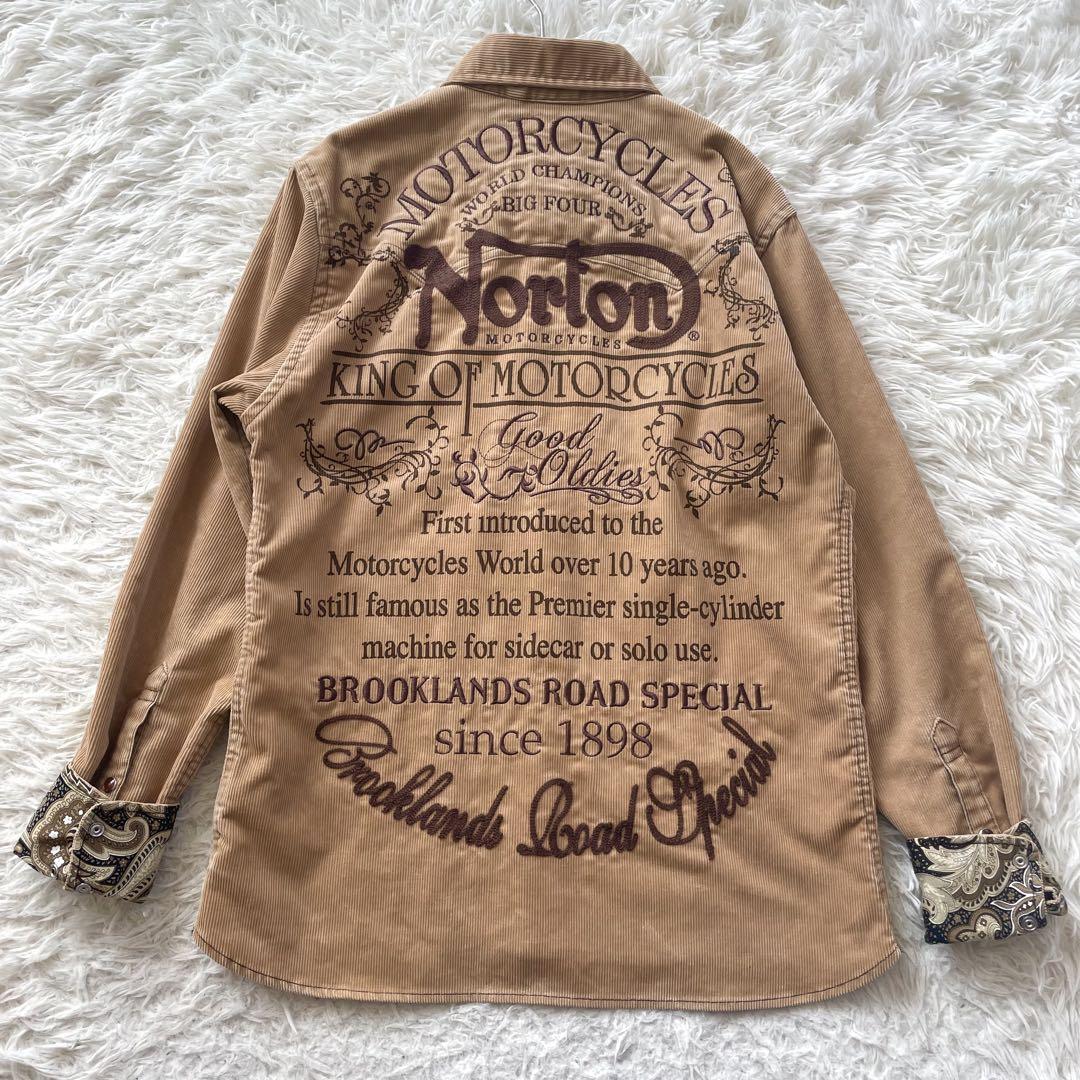 MOTORCYCLES
WORLD CHAMPIONS
BIG FOUR
Norton
MOTORCYCLES ®
KING OF MOTORCYCLES
Good
Oldies
First introduced to the
Motorcycles World over 10 years ago.
Is still famous as the Premier single-cylinder
machine for sidecar or solo use.
BROOKLANDS ROAD SPECIAL
since 1898
Brooklands Road Special